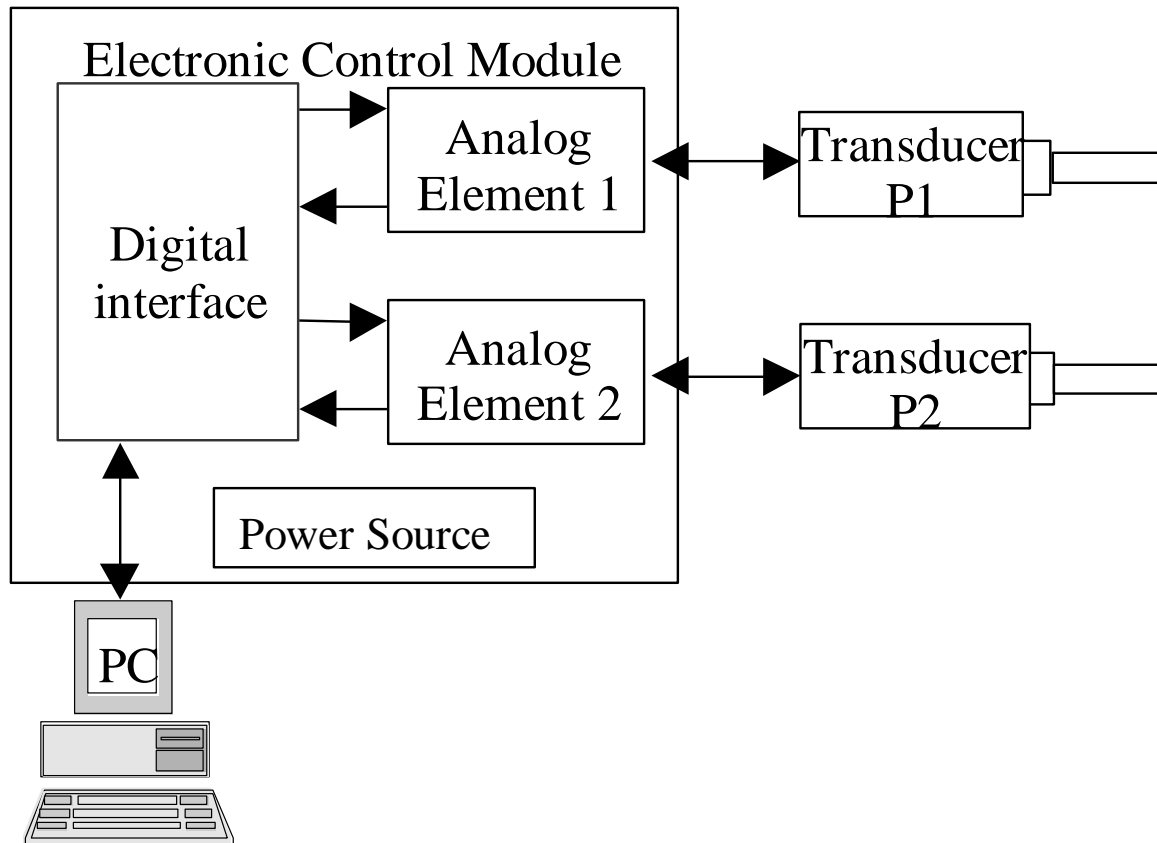 Electronic Control Module
Digital
interface
Analog
Element 1
Analog
Element 2
Power Source
Transducer
P1
Transducer
P2
PC